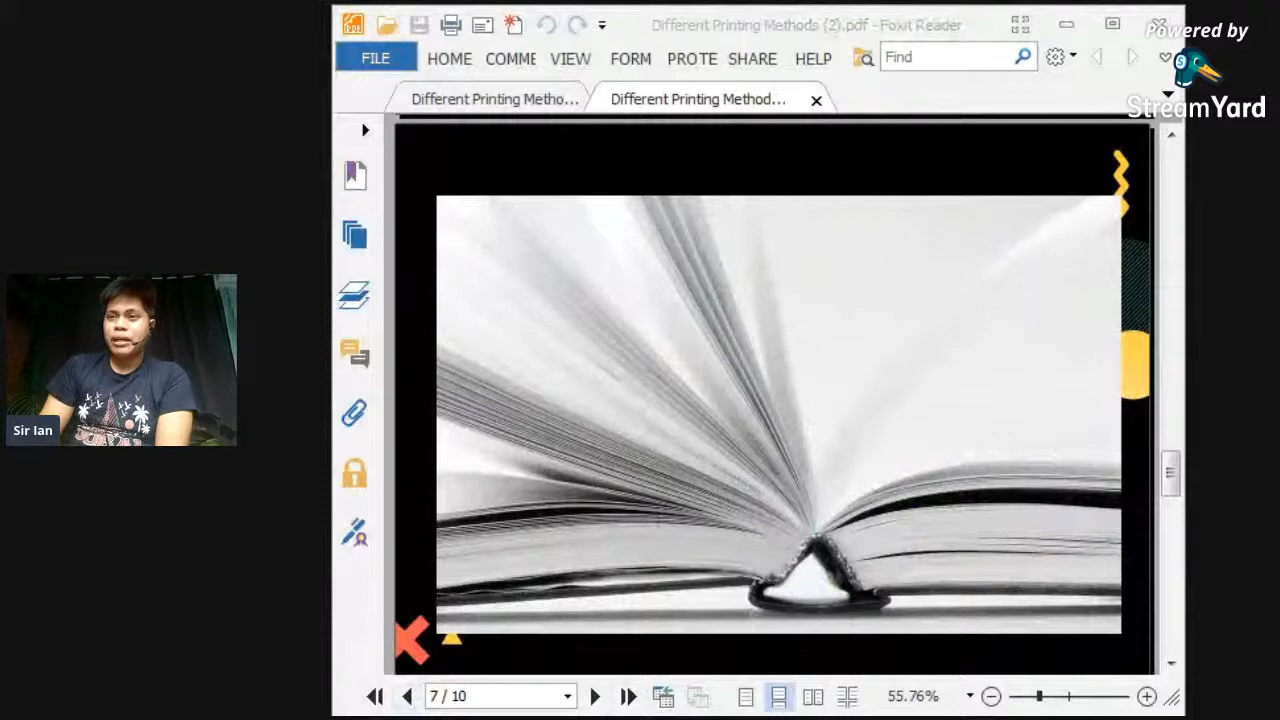 Different Printing Methods (2).pdf - Foxit Reader
Powered by
StreamYard
FILE HOME COMME VIEW FORM PROTE SHARE HELP Find
Different Printing Metho... Different Printing Method...
Sir Ian
7 / 10 55.76%